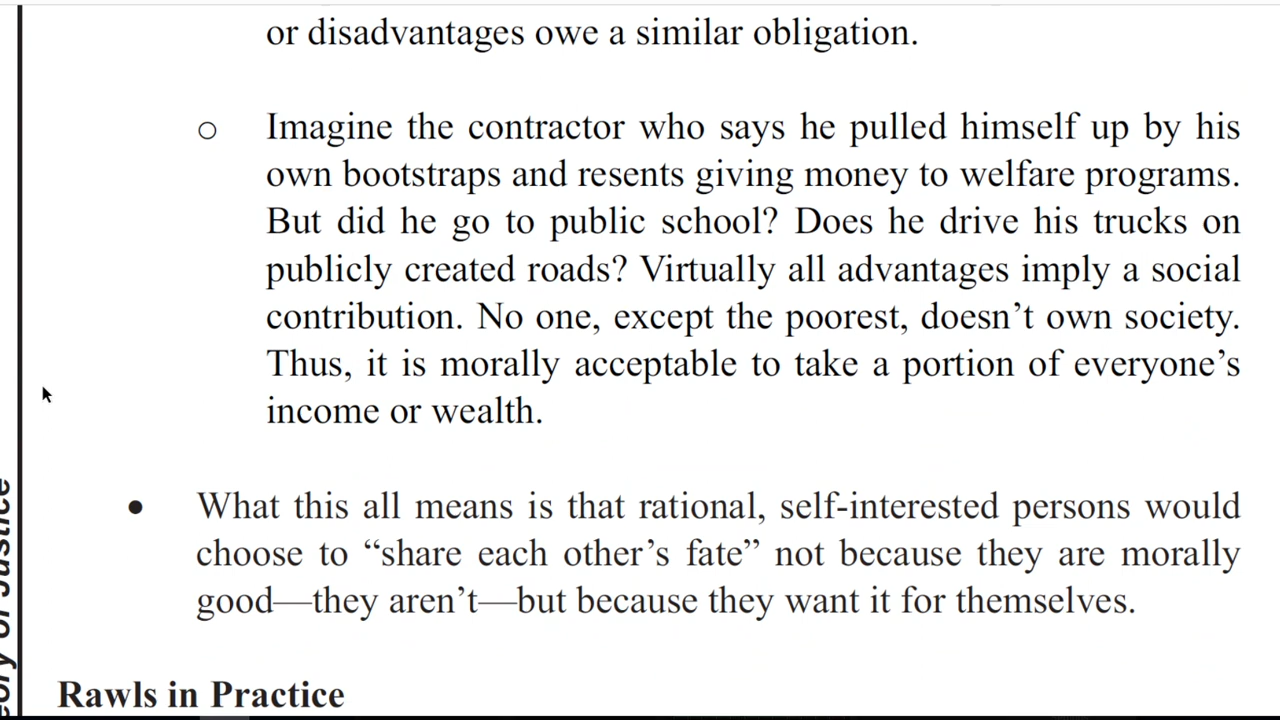 or disadvantages owe a similar obligation.
Imagine the contractor who says he pulled himself up by his
own bootstraps and resents giving money to welfare programs.
But did he go to public school? Does he drive his trucks on
publicly created roads? Virtually all advantages imply a social
contribution. No one, except the poorest, doesn’t own society.
Thus, it is morally acceptable to take a portion of everyone’s
income or wealth.
What this all means is that rational, self-interested persons would
choose to “share each other’s fate” not because they are morally
good—they aren’t—but because they want it for themselves.
Rawls in Practice
eory of Justice